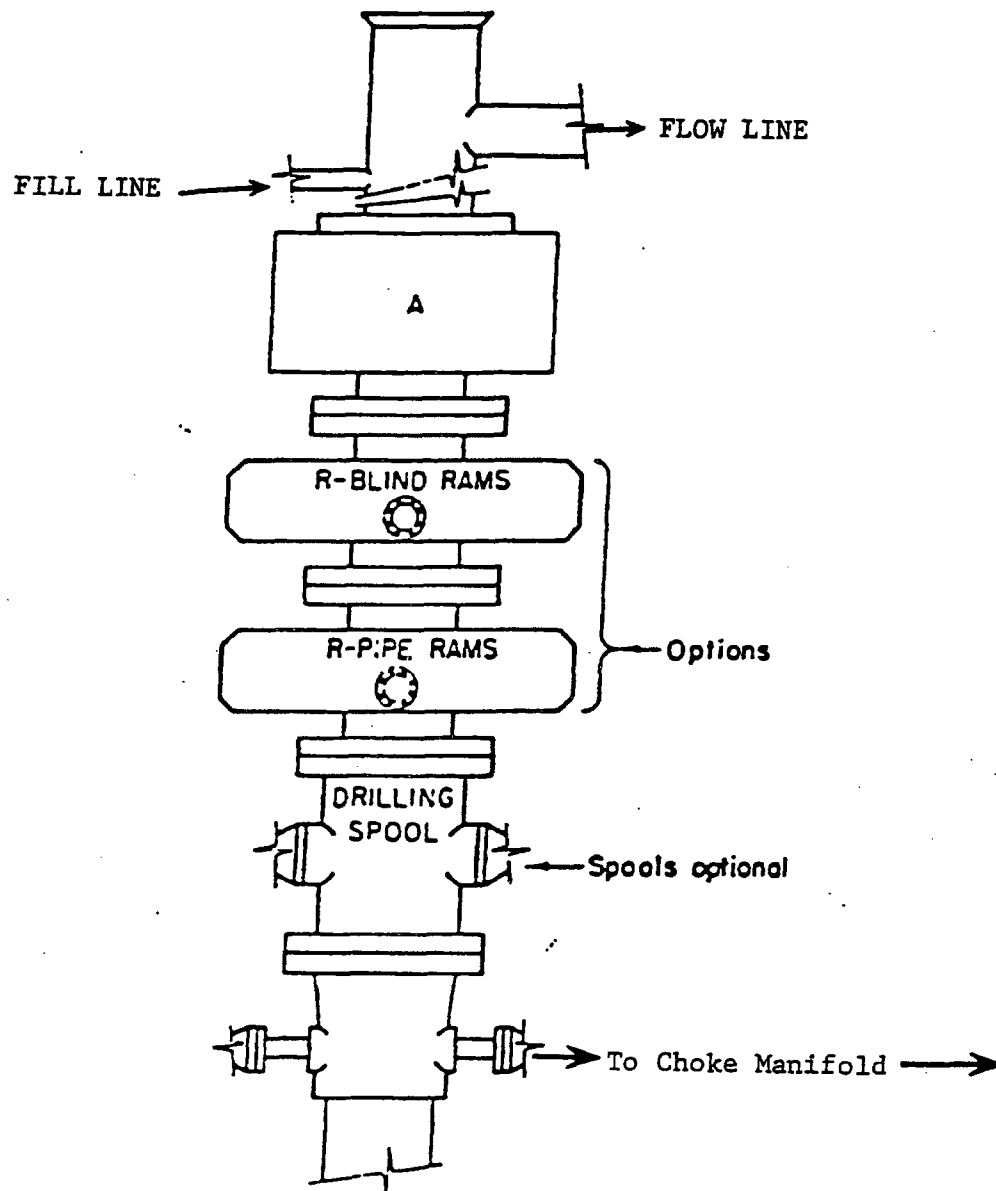 FLOW LINE
FILL LINE
A
R-BLIND RAMS
R-PIPE RAMS
Options
DRILLING
SPOOL
Spools optional
To Choke Manifold